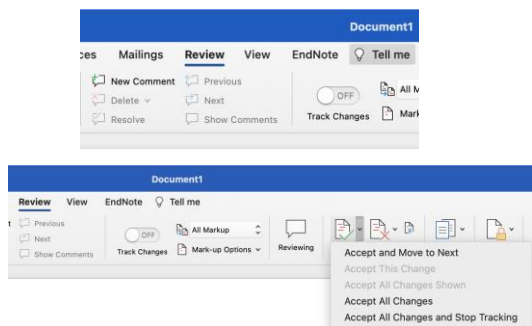 Document1
ces Mailings Review View EndNote Tell me
New Comment Previous
Delete Next
Resolve Show Comments
OFF
Track Changes
All M
Mark
Document1
Review View EndNote Tell me
t Previous
Next
Show Comments
OFF
Track Changes
All Markup
Mark-up Options
Reviewing
Accept and Move to Next
Accept This Change
Accept All Changes Shown
Accept All Changes
Accept All Changes and Stop Tracking